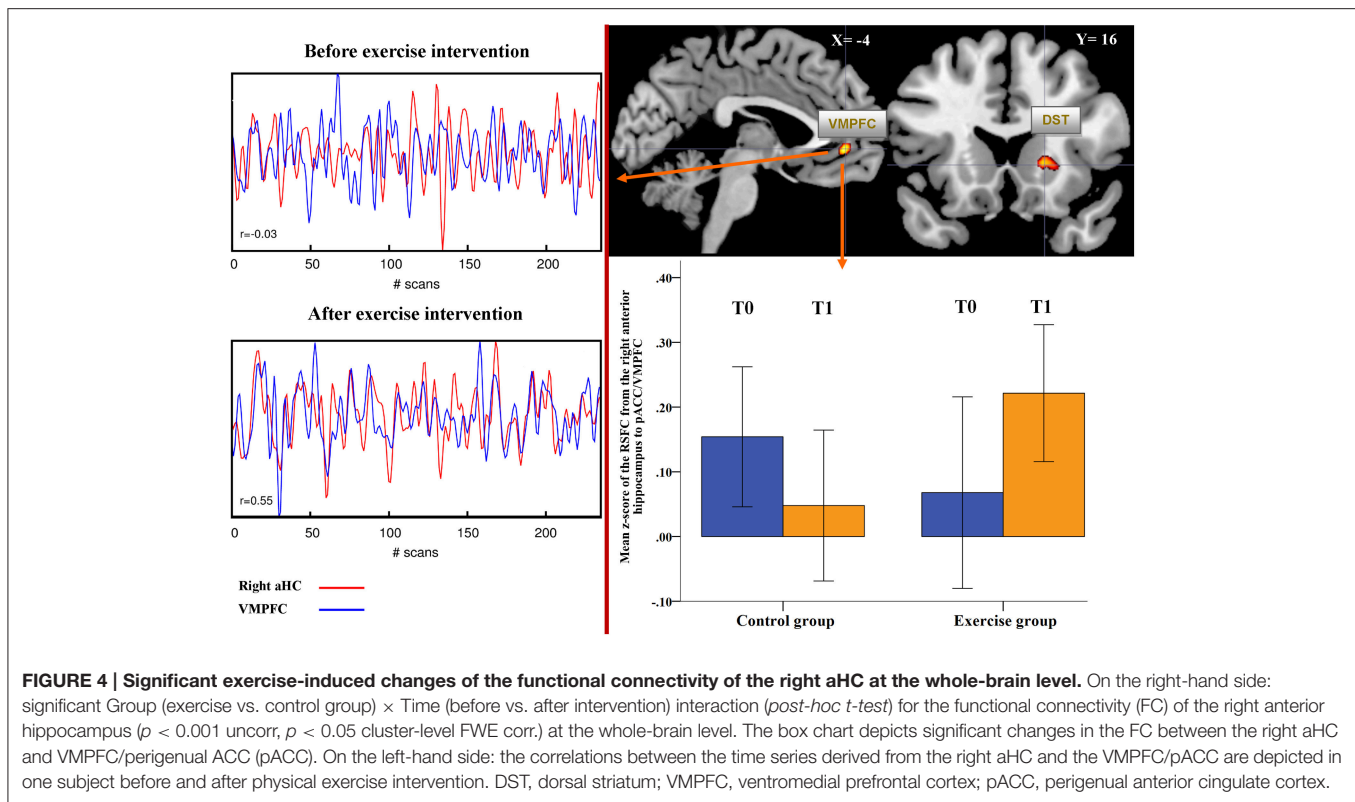 Before exercise intervention
r=-0.03
0 50 100 150 200
# scans
After exercise intervention
r=0.55
0 50 100 150 200
# scans
Right aHC
VMPFC
X= -4
Y= 16
VMPFC
DST
Mean z-score of the RSFC from the right anterior
hippocampus to pACC/VMPFC
.40
.30
.20
.10
.00
-.10
T0 T1 T0 T1
Control group Exercise group
FIGURE 4 | Significant exercise-induced changes of the functional connectivity of the right aHC at the whole-brain level. On the right-hand side:
significant Group (exercise vs. control group) × Time (before vs. after intervention) interaction (post-hoc t-test) for the functional connectivity (FC) of the right anterior
hippocampus (p < 0.001 uncorr, p < 0.05 cluster-level FWE corr.) at the whole-brain level. The box chart depicts significant changes in the FC between the right aHC
and VMPFC/perigenual ACC (pACC). On the left-hand side: the correlations between the time series derived from the right aHC and the VMPFC/pACC are depicted in
one subject before and after physical exercise intervention. DST, dorsal striatum; VMPFC, ventromedial prefrontal cortex; pACC, perigenual anterior cingulate cortex.